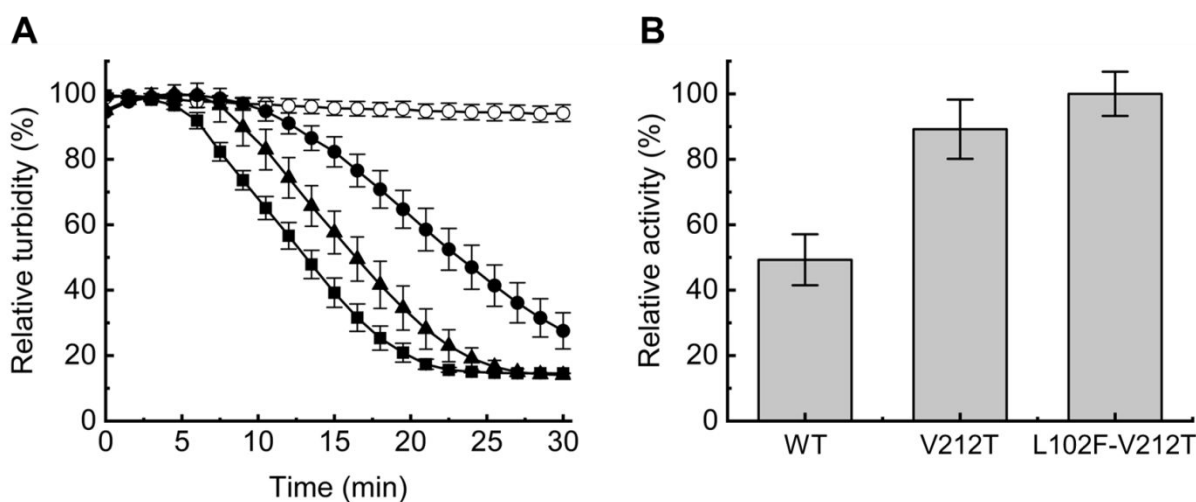 A
Relative turbidity (%)
100
80
60
40
20
0
0 5 10 15 20 25 30
Time (min)
B
Relative activity (%)
100
80
60
40
20
0
WT V212T L102F-V212T